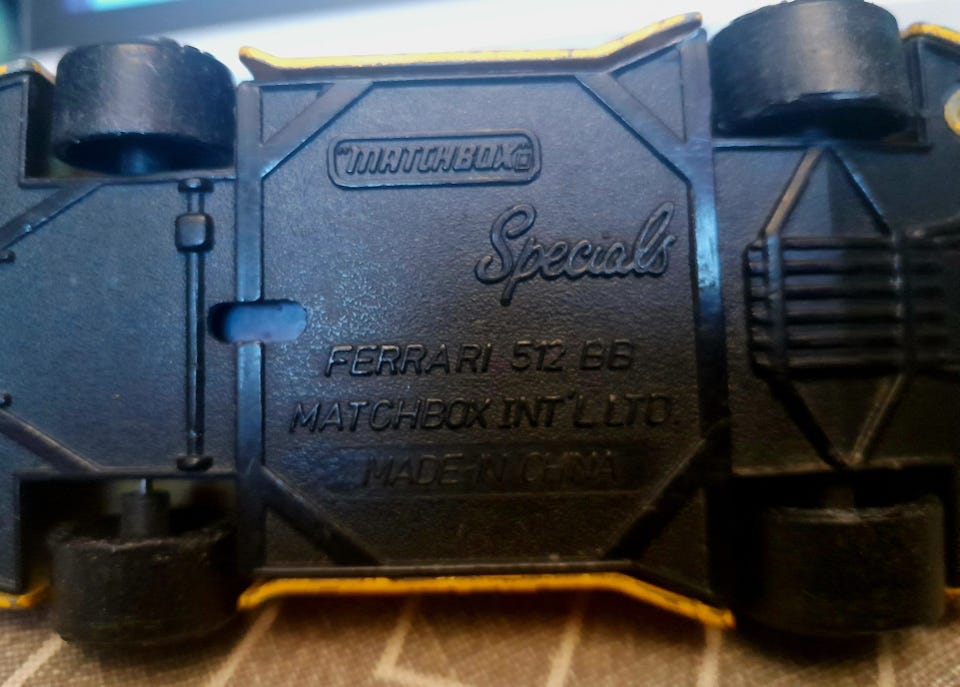 "MATCHBOX"
Specials
FERRARI 512 BB
MATCHBOX INT'L LTD.
MADE IN CHINA